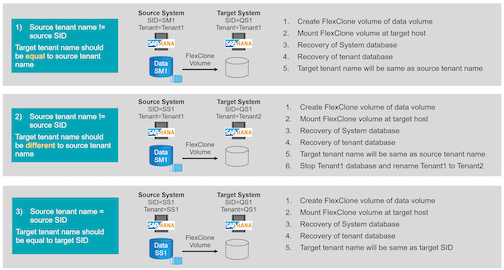 1) Source tenant name !=
source SID
Target tenant name should
be equal to source tenant
name
Source System
SID=SM1
Tenant=Tenant1
Target System
SID=QS1
Tenant=Tenant1
SAP HANA
SAP HANA
Data
SM1
FlexClone
Volume
1. Create FlexClone volume of data volume
2. Mount FlexClone volume at target host
3. Recovery of System database
4. Recovery of tenant database
5. Target tenant name will be same as source tenant name
2) Source tenant name !=
source SID
Target tenant name should
be different to source tenant
name
Source System
SID=SM1
Tenant=Tenant1
Target System
SID=QS1
Tenant=Tenant2
SAP HANA
SAP HANA
Data
SM1
FlexClone
Volume
1. Create FlexClone volume of data volume
2. Mount FlexClone volume at target host
3. Recovery of System database
4. Recovery of tenant database
5. Target tenant name will be same as source tenant name
6. Stop Tenant1 database and rename Tenant1 to Tenant2
3) Source tenant name =
source SID
Target tenant name should
be equal to target SID
Source System
SID=SS1
Tenant=SS1
Target System
SID=QS1
Tenant=QS1
SAP HANA
SAP HANA
Data
SS1
FlexClone
Volume
1. Create FlexClone volume of data volume
2. Mount FlexClone volume at target host
3. Recovery of System database
4. Recovery of tenant database
5. Target tenant name will be same as target SID